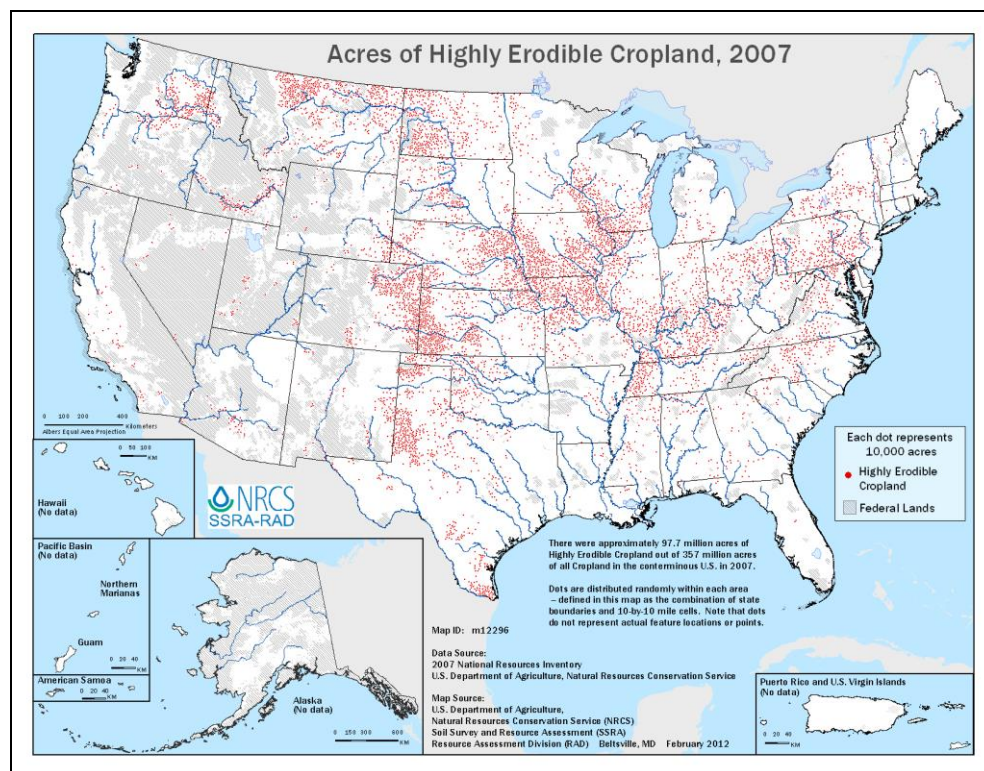 Acres of Highly Erodible Cropland, 2007
0 100 200 400
Kilometers
Albers Equal Area Projection
0 50 100
KM
Hawaii
(No data)
NRCS
SSRA-RAD
Each dot represents
10,000 acres
Highly Erodible
Cropland
Federal Lands
Pacific Basin
(No data)
Northern
Marianas
Guam
0 20 40
KM
American Samoa
(No data)
0 20 40
KM
Alaska
(No data)
0 150 300 600
KM
There were approximately 97.7 million acres of
Highly Erodible Cropland out of 357 million acres
of all Cropland in the conterminous U.S. in 2007.
Dots are distributed randomly within each area
– defined in this map as the combination of state
boundaries and 10-by-10 mile cells. Note that dots
do not represent actual feature locations or points.
Map ID: m12296
Data Source:
2007 National Resources Inventory
U.S. Department of Agriculture, Natural Resources Conservation Service
Map Source:
U.S. Department of Agriculture,
Natural Resources Conservation Service (NRCS)
Soil Survey and Resource Assessment (SSRA)
Resource Assessment Division (RAD) Beltsville, MD February 2012
Puerto Rico and U.S. Virgin Islands
(No data)
0 20 40
KM